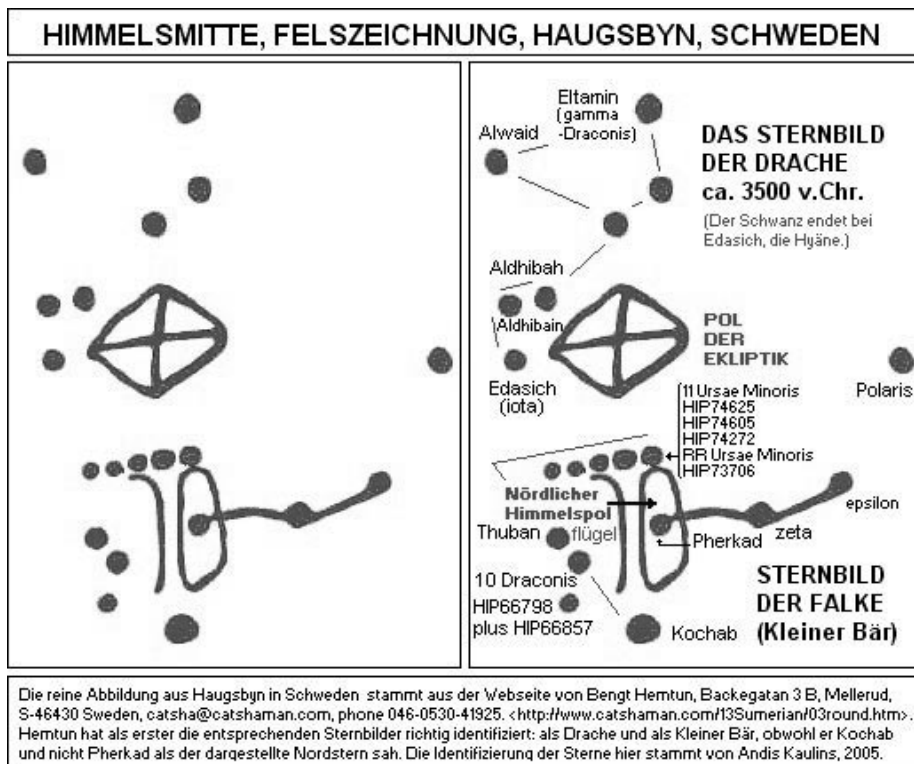 HIMMELSMITTE, FELSZEICHNUNG, HAUGSBYN, SCHWEDEN
Eltamin
(gamma
-Draconis)
Alwaid
DAS STERNBILD
DER DRACHE
ca. 3500 v.Chr.
(Der Schwanz endet bei
Edasich, die Hyäne.)
Aldhibah
Aldhibain
POL
DER
EKLIPTIK
Edasich
(iota)
Polaris
11 Ursae Minoris
HIP74625
HIP74605
HIP74272
RR Ursae Minoris
HIP73706
Nördlicher
Himmelspol
flügel
Thuban
epsilon
zeta
Pherkad
10 Draconis
HIP66798
plus HIP66857
Kochab
STERNBILD
DER FALKE
(Kleiner Bär)
Die reine Abbildung aus Haugsbyn in Schweden stammt aus der Webseite von Bengt Hemtun, Backegatan 3 B, Mellerud,
S-46430 Sweden, catsha@catshaman.com, phone 046-0530-41925. <http://www.catshaman.com/13Sumerian/03round.htm>.
Hemtun hat als erster die entsprechenden Sternbilder richtig identifiziert: als Drache und als Kleiner Bär, obwohl er Kochab
und nicht Pherkad als der dargestellte Nordstern sah. Die Identifizierung der Sterne hier stammt von Andis Kaulins, 2005.